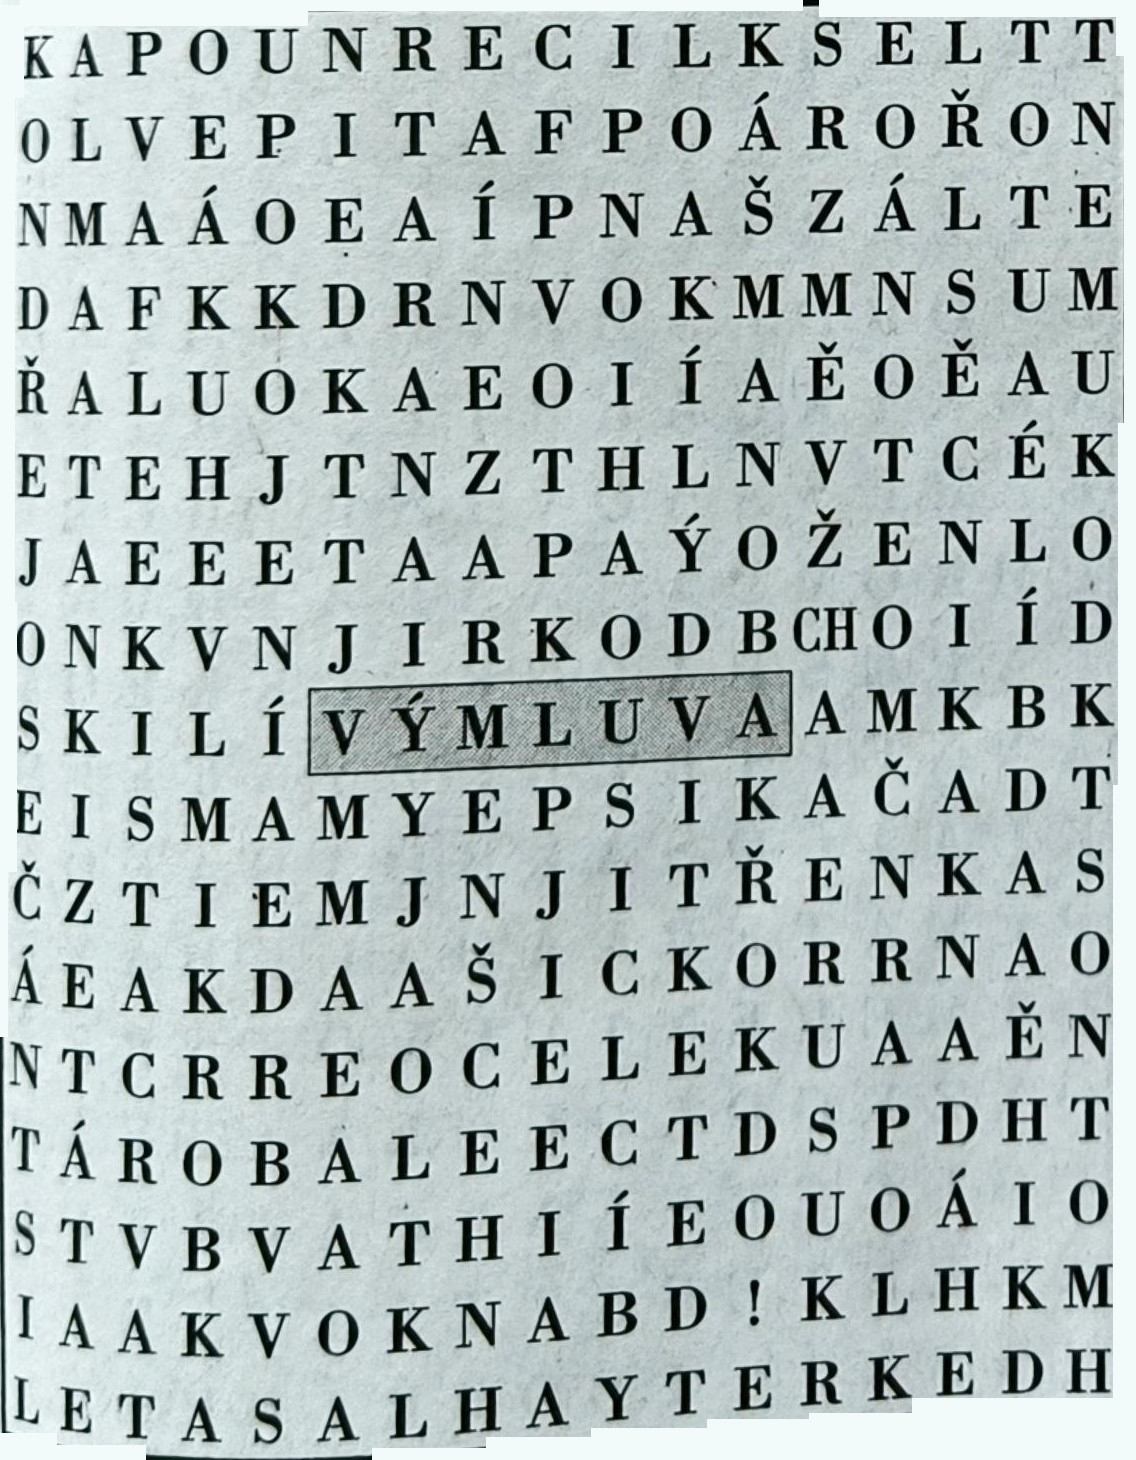 K A P O U N R E C I L K S E L T T
O L V E P I T A F P O Á R O Ř O N
N M A Á O E A Í P N A Š Z Á L T E
D A F K K D R N V O K M M N S U M
Ř A L U O K A E O I Í A Ě O Ě A U
E T E H J T N Z T H L N V T C É K
J A E E E T A A P A Ý O Ž E N L O
O N K V N J I R K O D B CH O I Í D
S K I L Í V Ý M L U V A A M K B K
E I S M A M Y E P S I K A Č A D T
Č Z T I E M J N J I T Ř E N K A S
Á E A K D A A Š I C K O R R N A O
N T C R R E O C E L E K U A A Ě N
T Á R O B A L E E C T D S P D H T
S T V B V A T H I Í E O U O Á I O
I A A K V O K N A B D ! K L H K M
L E T A S A L H A Y T E R K E D H